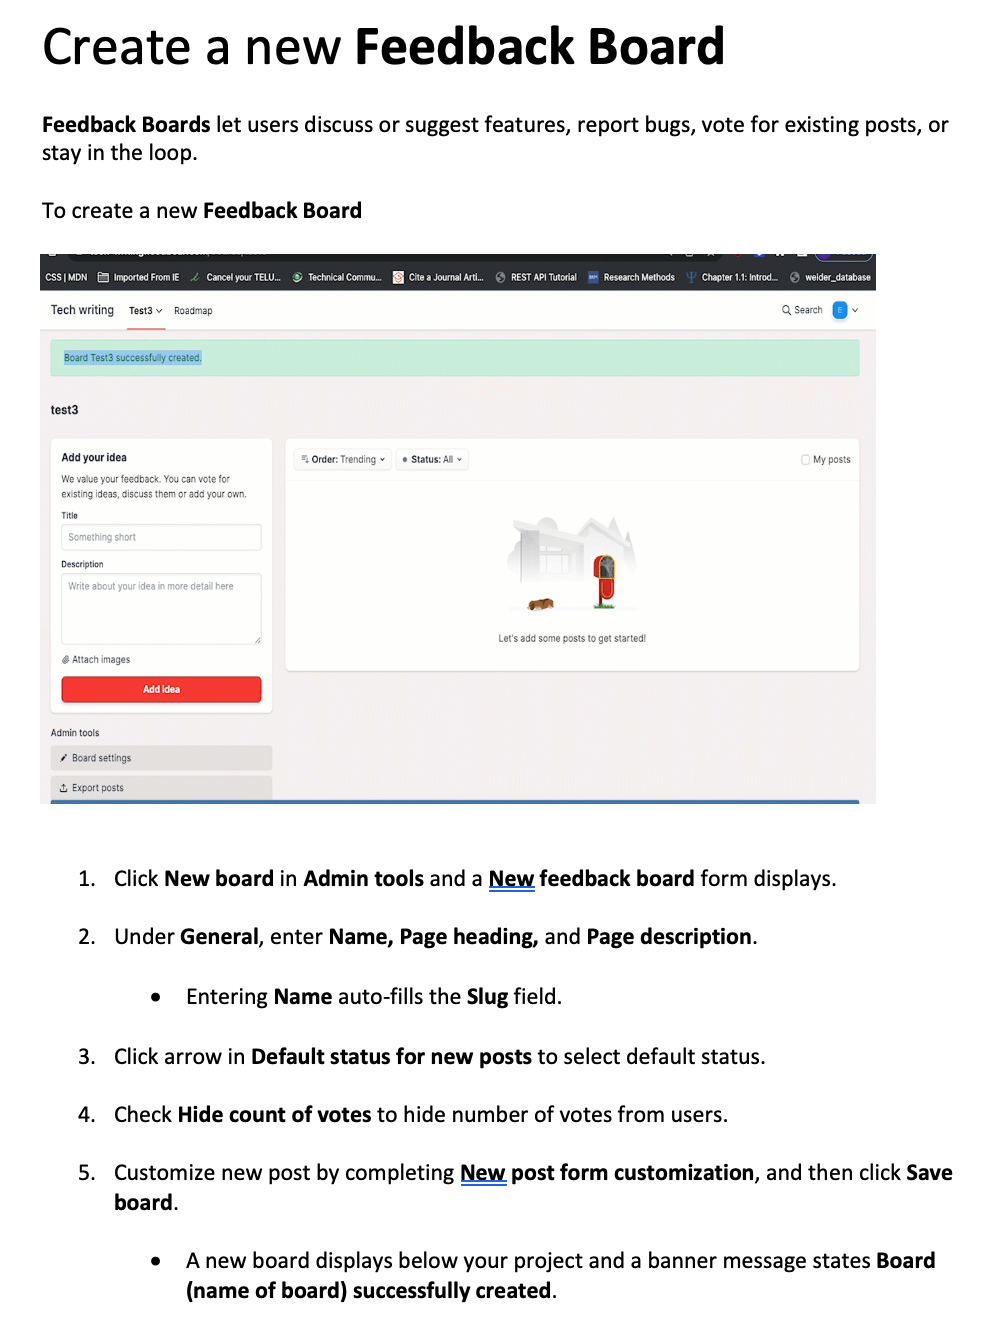 Create a new Feedback Board
Feedback Boards let users discuss or suggest features, report bugs, vote for existing posts, or
stay in the loop.
To create a new Feedback Board
CSS | MDN Imported From IE Cancel your TELU... Technical Commu... Cite a Journal Arti... REST API Tutorial Research Methods Chapter 1.1: Introd... welder_database
Tech writing Test3 Roadmap Search E
Board Test3 successfully created.
test3
Add your idea
Order: Trending Status: All My posts
We value your feedback. You can vote for
existing ideas, discuss them or add your own.
Title
Something short
Description
Write about your idea in more detail here
Let's add some posts to get started!
Attach images
Add idea
Admin tools
Board settings
Export posts
1. Click New board in Admin tools and a New feedback board form displays.
2. Under General, enter Name, Page heading, and Page description.
• Entering Name auto-fills the Slug field.
3. Click arrow in Default status for new posts to select default status.
4. Check Hide count of votes to hide number of votes from users.
5. Customize new post by completing New post form customization, and then click Save
board.
• A new board displays below your project and a banner message states Board
(name of board) successfully created.